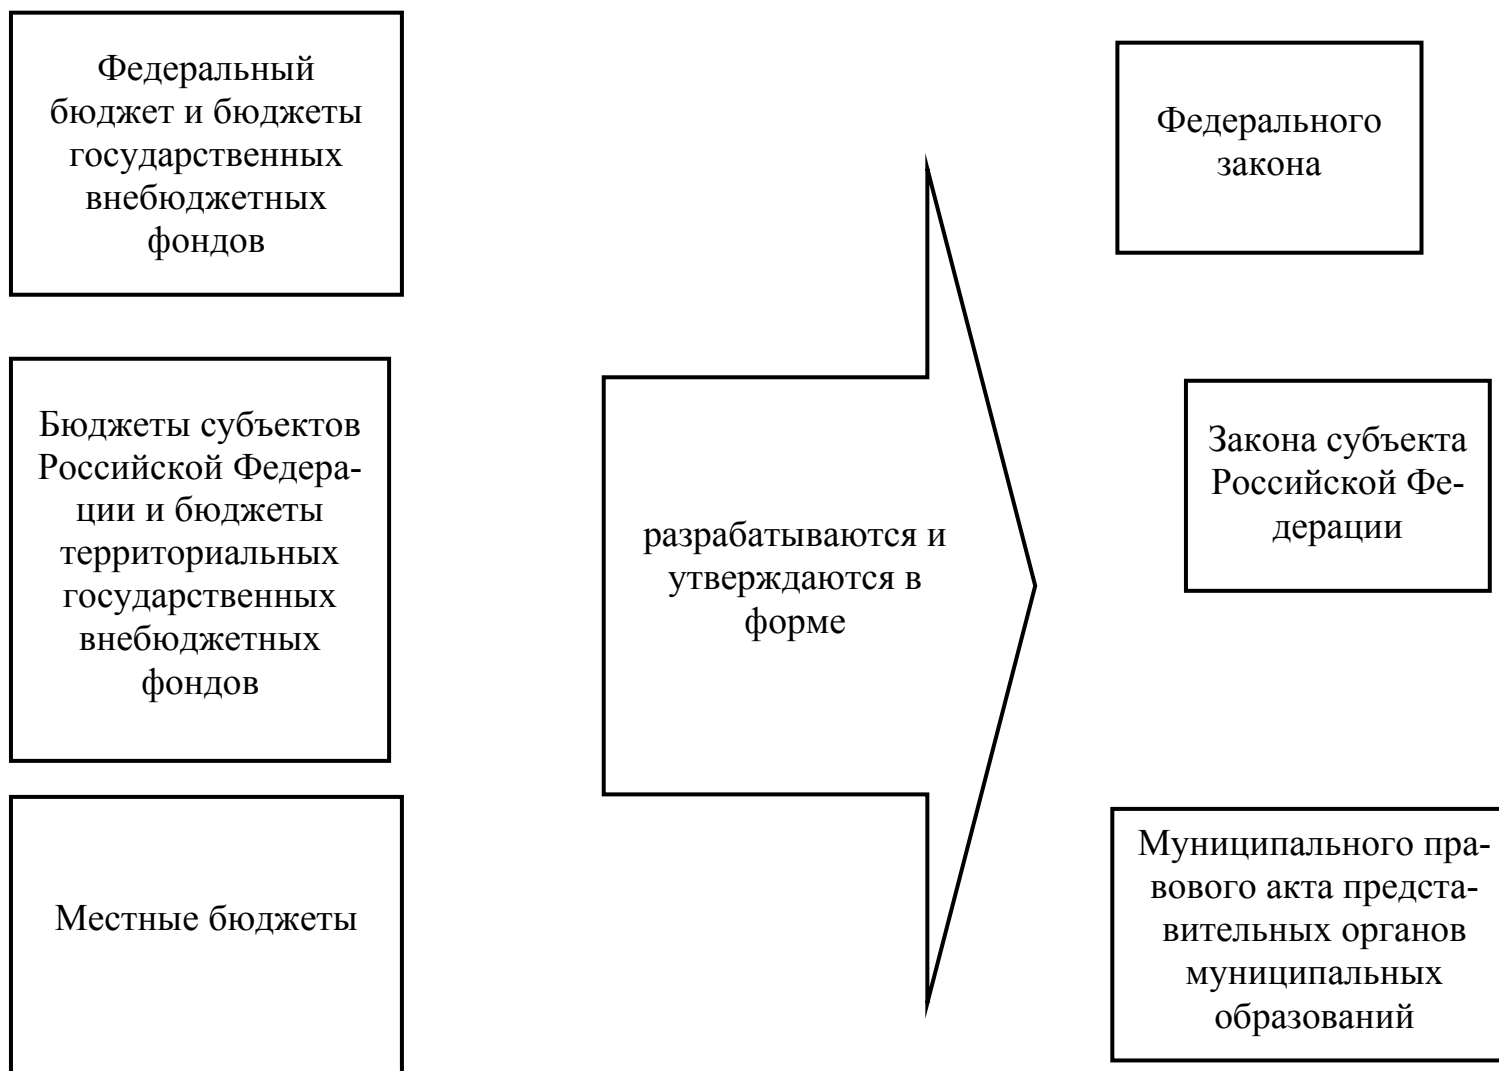 Федеральный
бюджет и бюджеты
государственных
внебюджетных
фондов
Бюджеты субъектов
Российской Федера-
ции и бюджеты
территориальных
государственных
внебюджетных
фондов
Местные бюджеты
разрабатываются и
утверждаются в
форме
Федерального
закона
Закона субъекта
Российской Фе-
дерации
Муниципального пра-
вового акта предста-
вительных органов
муниципальных
образований